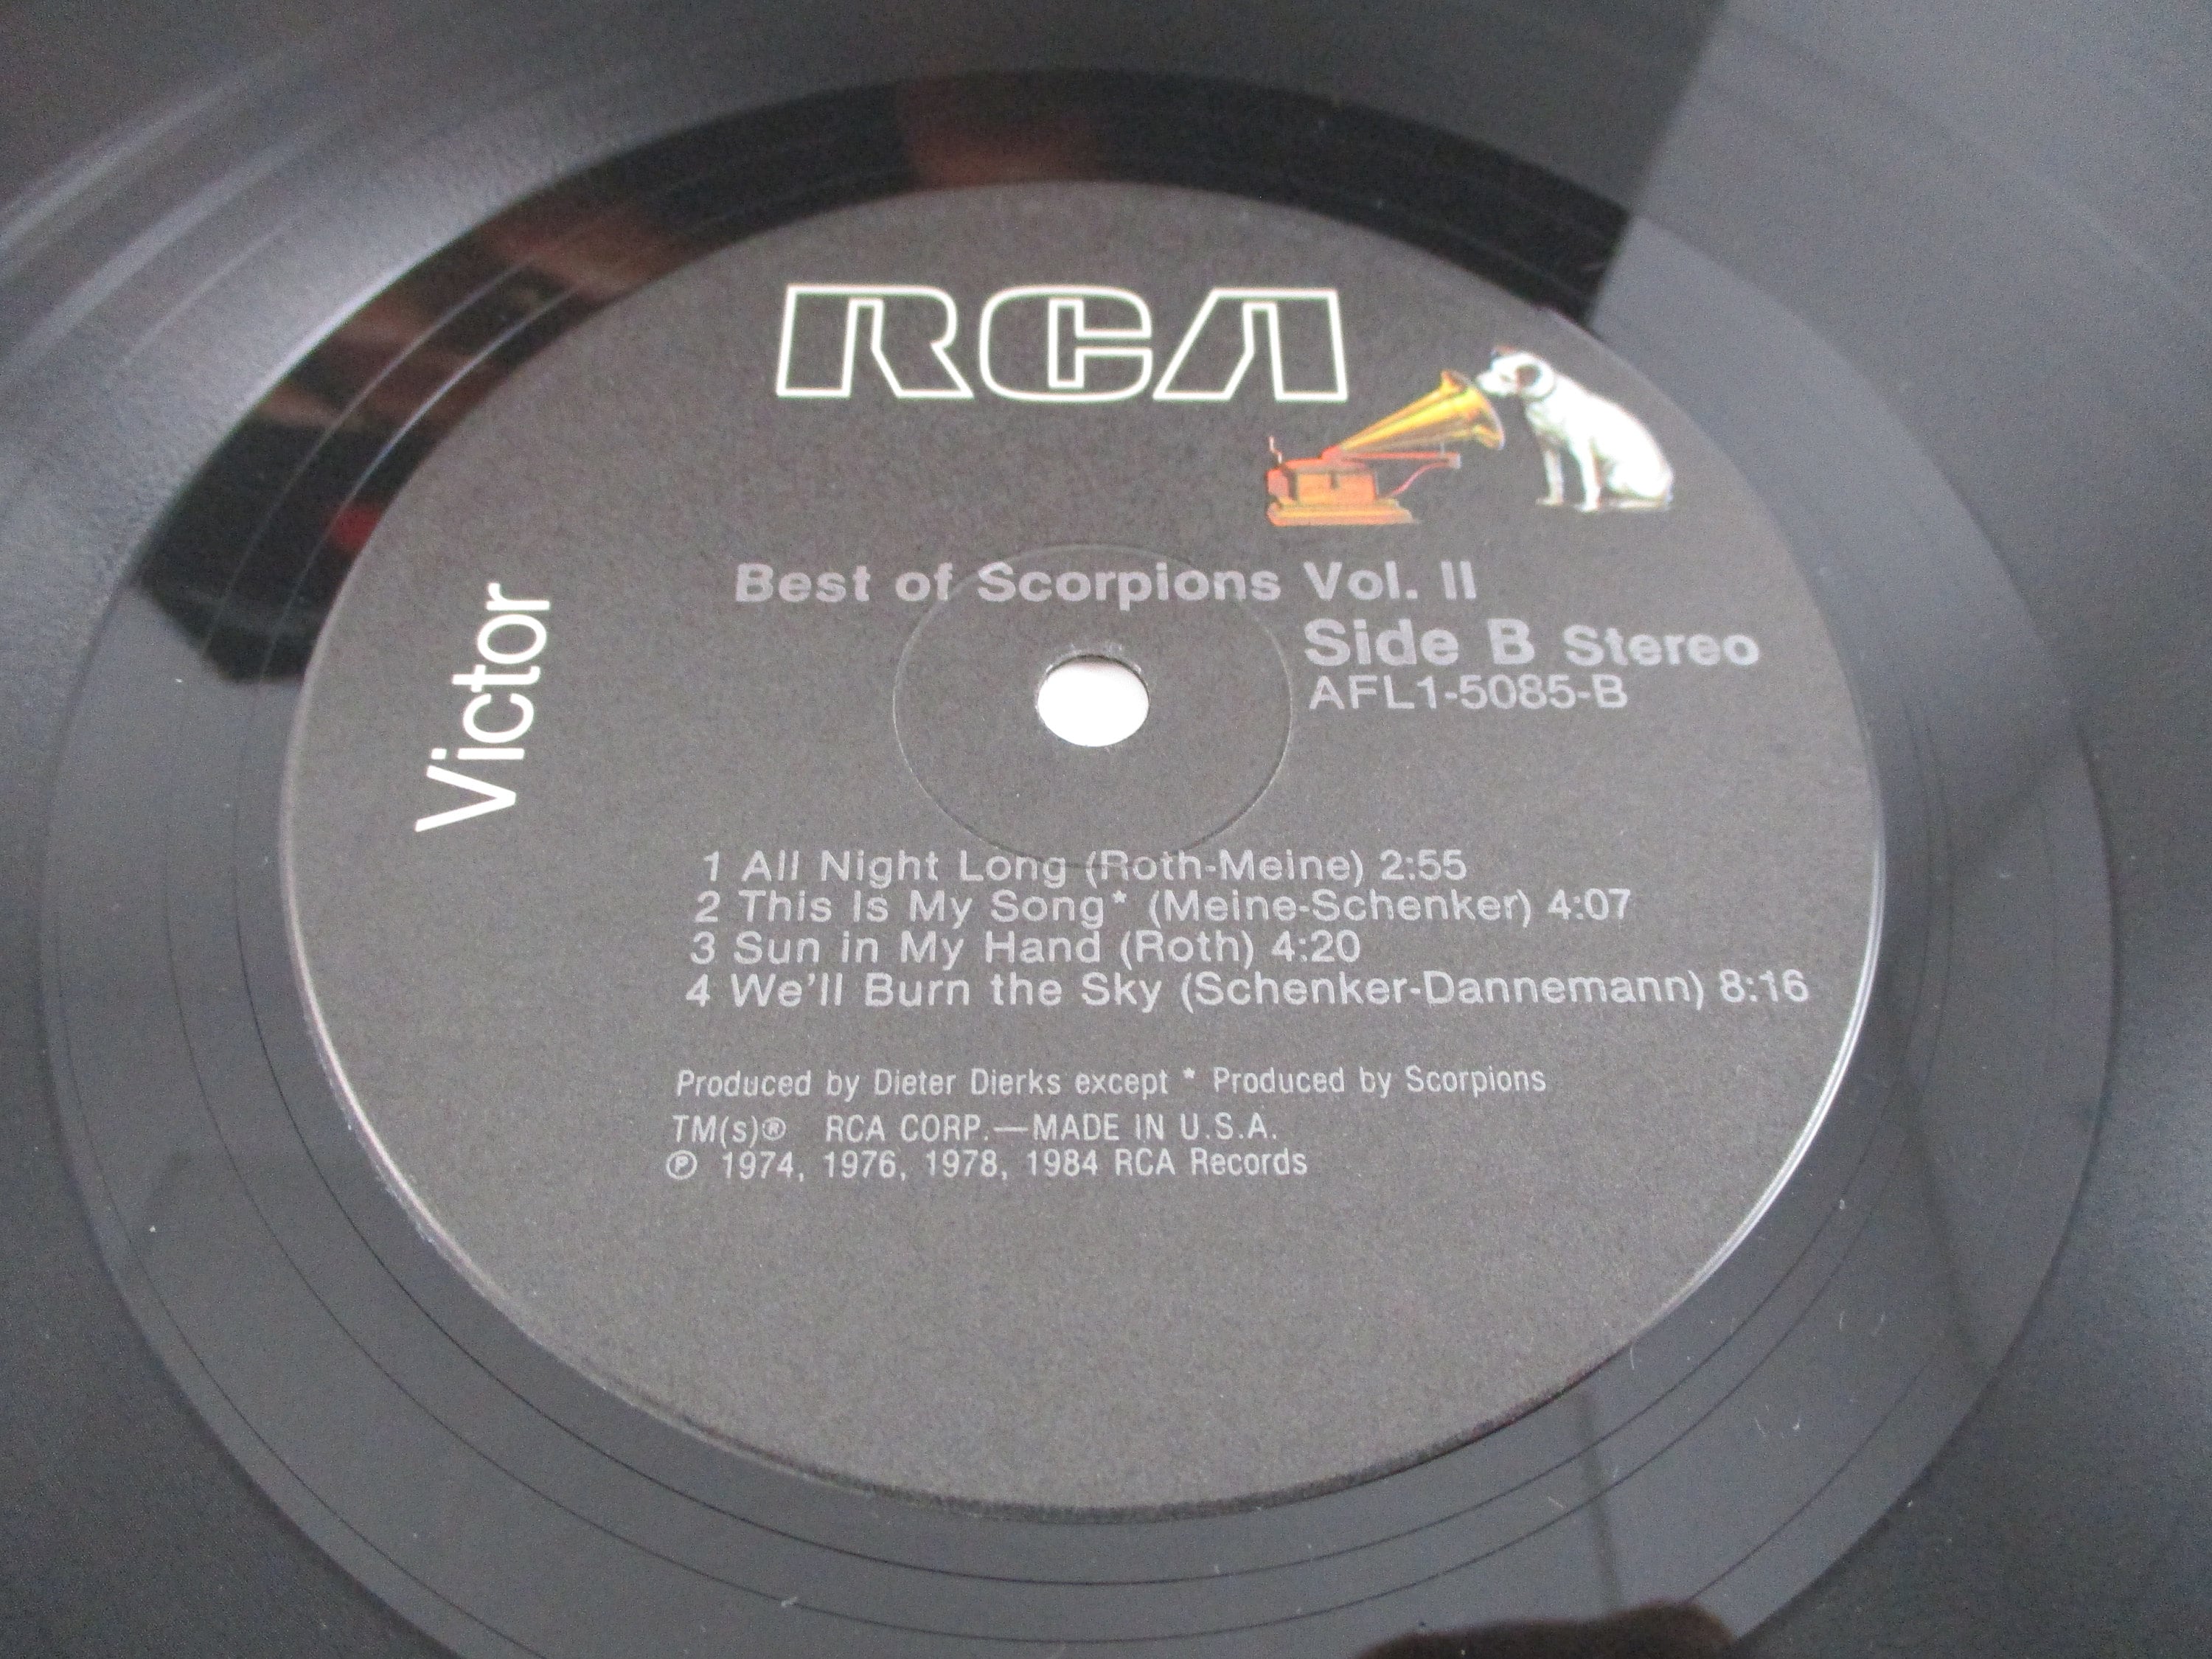 RCA
Victor
Best of Scorpions Vol. II
Side B Stereo
AFL1-5085-B
1 All Night Long (Roth-Meine) 2:55
2 This Is My Song* (Meine-Schenker) 4:07
3 Sun in My Hand (Roth) 4:20
4 We'll Burn the Sky (Schenker-Dannemann) 8:16
Produced by Dieter Dierks except * Produced by Scorpions
TM(s)® RCA CORP.—MADE IN U.S.A.
℗ 1974, 1976, 1978, 1984 RCA Records